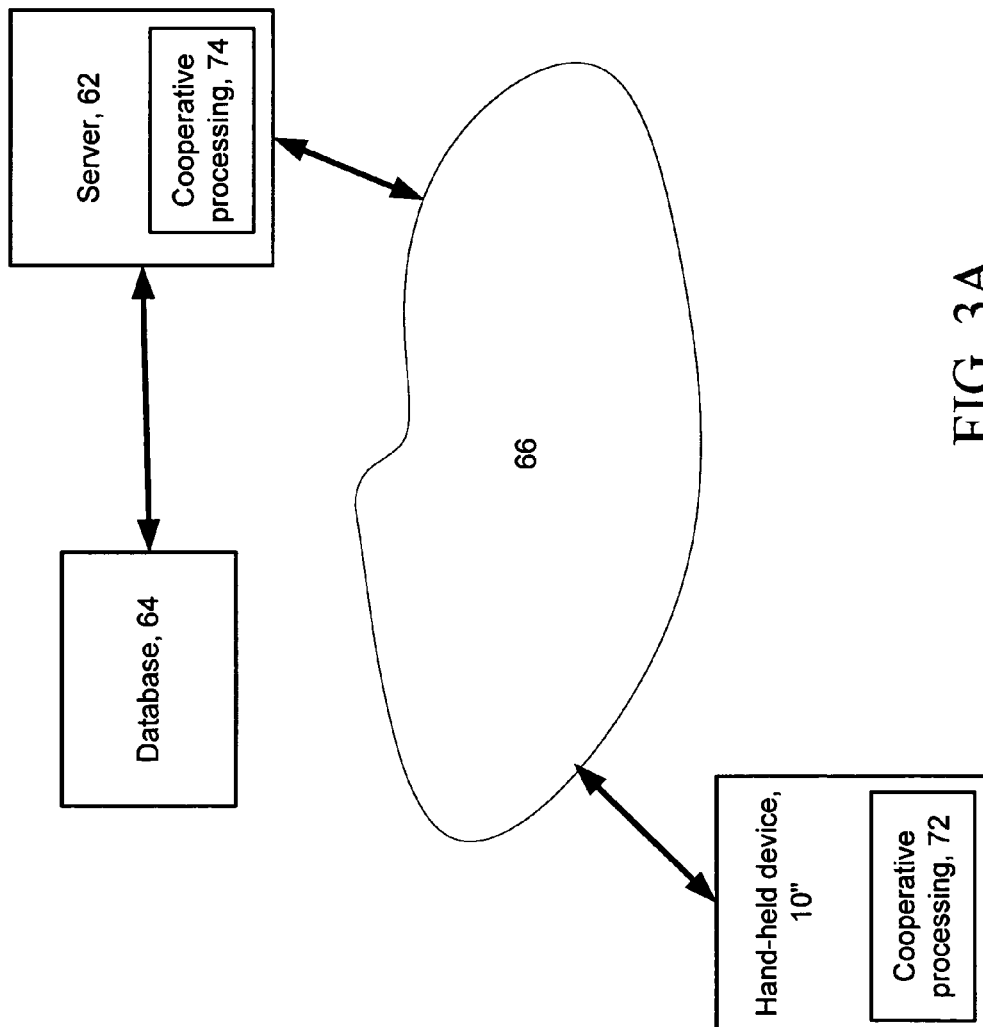 Database, 64
Server, 62
Cooperative
processing, 74
66
Hand-held device,
10"
Cooperative
processing, 72
FIG. 3A